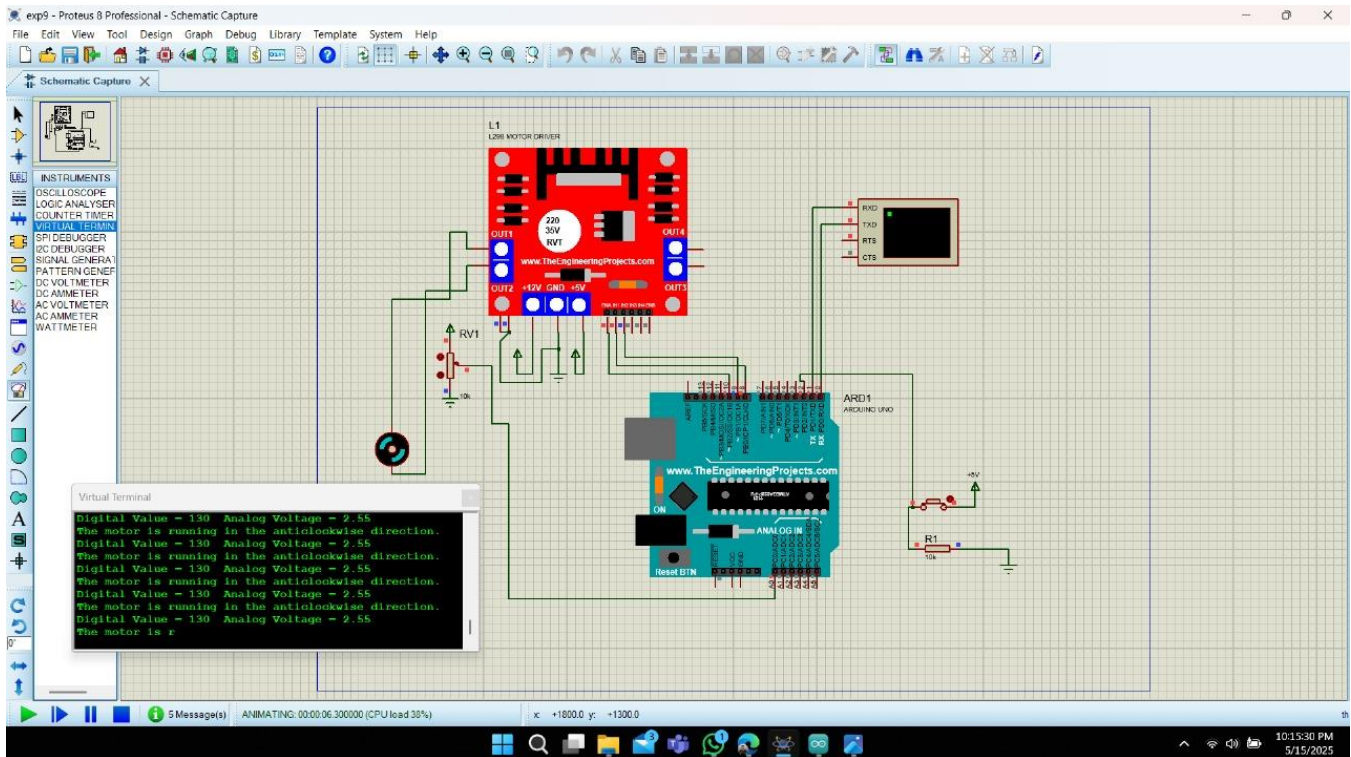 exp9 - Proteus 8 Professional - Schematic Capture
File Edit View Tool Design Graph Debug Library Template System Help
Schematic Capture
INSTRUMENTS
OSCILLOSCOPE
LOGIC ANALYSER
COUNTER TIMER
VIRTUAL TERMIN
SPI DEBUGGER
I2C DEBUGGER
SIGNAL GENERAT
PATTERN GENEF
DC VOLTMETER
DC AMMETER
AC VOLTMETER
AC AMMETER
WATTMETER
L1
L298 MOTOR DRIVER
220
35V
RVT
OUT1
OUT4
www.TheEngineeringProjects.com
OUT2 +12V GND +5V OUT3
RV1
10k
RXD
TXD
RTS
CTS
ARD1
ARDUINO UNO
AREF
TX
RX
www.TheEngineeringProjects.com
ON
ANALOG IN
Reset BTN
RESET
+5V
R1
10k
Virtual Terminal
Digital Value = 130 Analog Voltage = 2.55
The motor is running in the anticlockwise direction.
Digital Value = 130 Analog Voltage = 2.55
The motor is running in the anticlockwise direction.
Digital Value = 130 Analog Voltage = 2.55
The motor is running in the anticlockwise direction.
Digital Value = 130 Analog Voltage = 2.55
The motor is running in the anticlockwise direction.
Digital Value = 130 Analog Voltage = 2.55
The motor is r
0°
5 Message(s) ANIMATING: 00:00:06.300000 (CPU load 38%) x: +1800.0 y: +1300.0 th
3
1
10:15:30 PM
5/15/2025